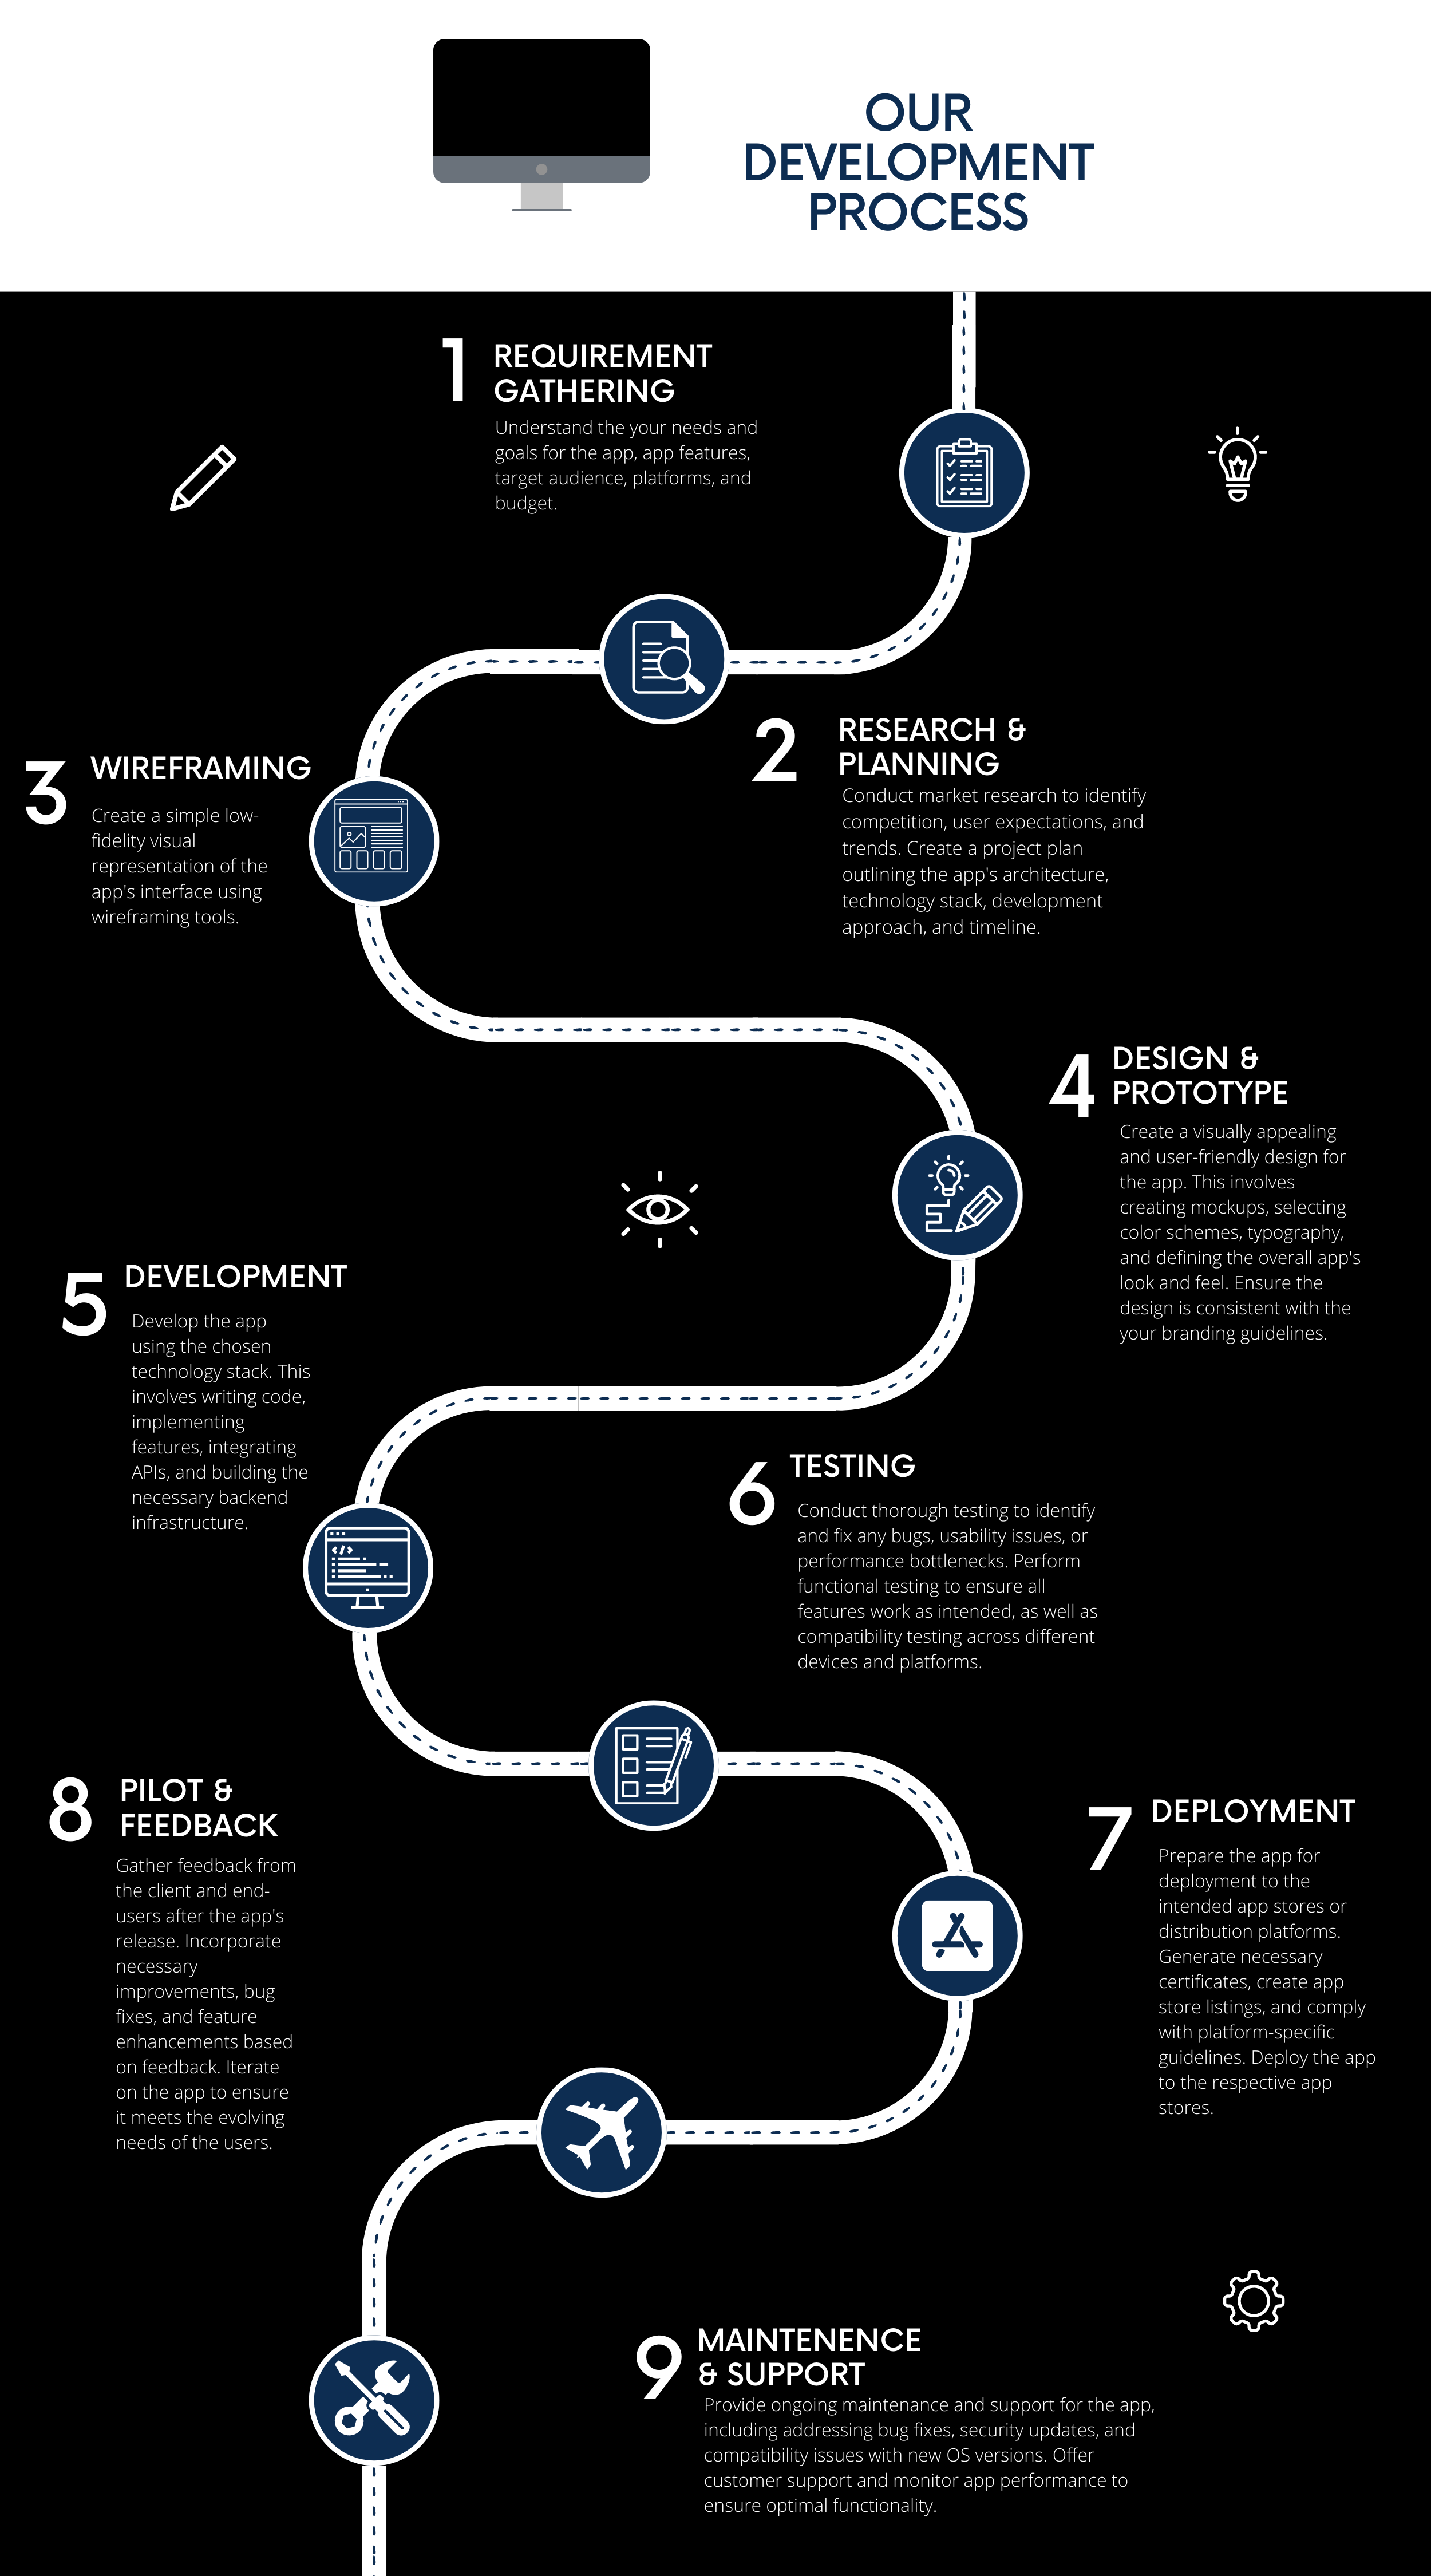 OUR
DEVELOPMENT
PROCESS
1
REQUIREMENT
GATHERING
Understand the your needs and
goals for the app, app features,
target audience, platforms, and
budget.
2
RESEARCH &
PLANNING
Conduct market research to identify
competition, user expectations, and
trends. Create a project plan
outlining the app's architecture,
technology stack, development
approach, and timeline.
3
WIREFRAMING
Create a simple low-
fidelity visual
representation of the
app's interface using
wireframing tools.
4
DESIGN &
PROTOTYPE
Create a visually appealing
and user-friendly design for
the app. This involves
creating mockups, selecting
color schemes, typography,
and defining the overall app's
look and feel. Ensure the
design is consistent with the
your branding guidelines.
5
DEVELOPMENT
Develop the app
using the chosen
technology stack. This
involves writing code,
implementing
features, integrating
APIs, and building the
necessary backend
infrastructure.
6
TESTING
Conduct thorough testing to identify
and fix any bugs, usability issues, or
performance bottlenecks. Perform
functional testing to ensure all
features work as intended, as well as
compatibility testing across different
devices and platforms.
7
DEPLOYMENT
Prepare the app for
deployment to the
intended app stores or
distribution platforms.
Generate necessary
certificates, create app
store listings, and comply
with platform-specific
guidelines. Deploy the app
to the respective app
stores.
8
PILOT &
FEEDBACK
Gather feedback from
the client and end-
users after the app's
release. Incorporate
necessary
improvements, bug
fixes, and feature
enhancements based
on feedback. Iterate
on the app to ensure
it meets the evolving
needs of the users.
9
MAINTENENCE
& SUPPORT
Provide ongoing maintenance and support for the app,
including addressing bug fixes, security updates, and
compatibility issues with new OS versions. Offer
customer support and monitor app performance to
ensure optimal functionality.